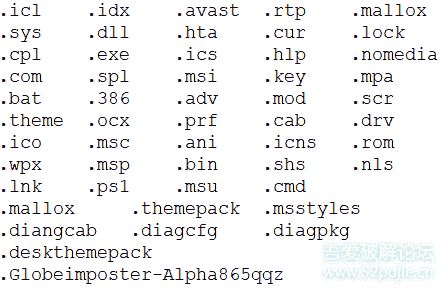 .icl .idx .avast .rtp .mallox
.sys .dll .hta .cur .lock
.cpl .exe .ics .hlp .nomedia
.com .spl .msi .key .mpa
.bat .386 .adv .mod .scr
.theme .ocx .prf .cab .drv
.ico .msc .ani .icns .rom
.wpx .msp .bin .shs .nls
.lnk .ps1 .msu .cmd
.mallox .themepack .msstyles
.diangcab .diagcfg .diagpkg
.deskthemepack
.Globeimposter-Alpha865qqz
吾爱破解论坛
www.52pojie.cn